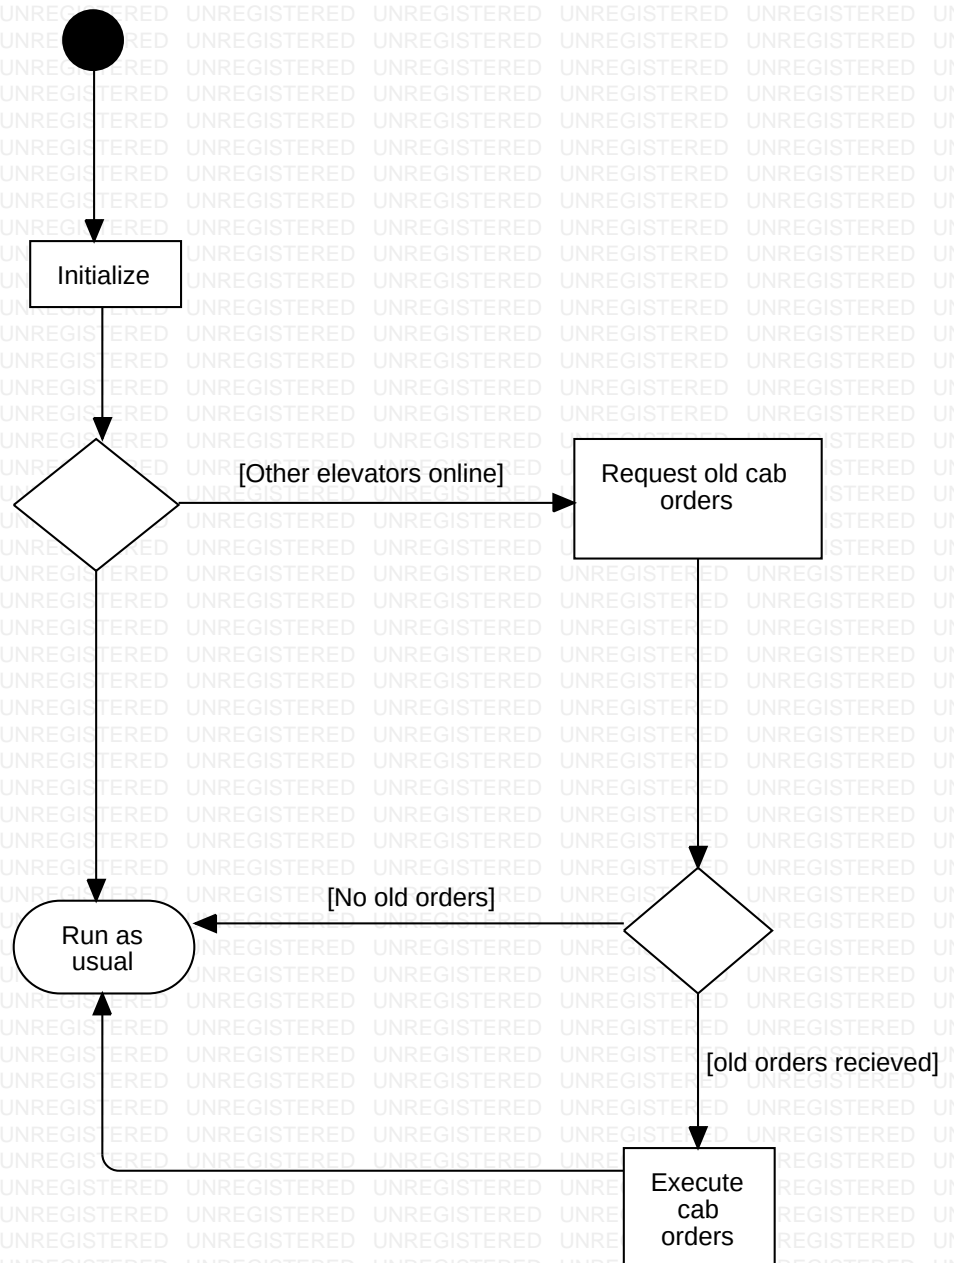 Initialize
[Other elevators online]
Request old cab
orders
[No old orders]
Run as
usual
[old orders recieved]
Execute
cab
orders
UNREGISTERED